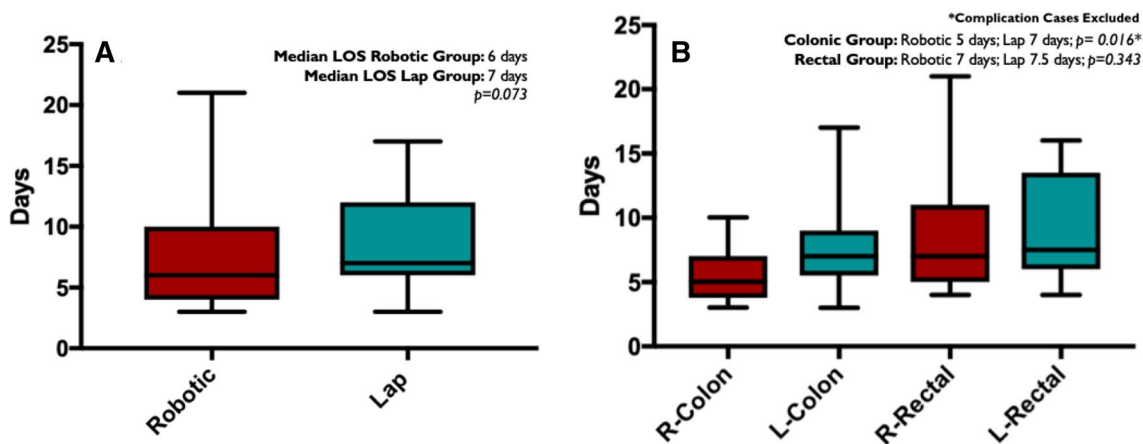 A
Median LOS Robotic Group: 6 days
Median LOS Lap Group: 7 days
p=0.073
25
20
15
10
5
0
Days
Robotic
Lap
B
*Complication Cases Excluded
Colonic Group: Robotic 5 days; Lap 7 days; p= 0.016*
Rectal Group: Robotic 7 days; Lap 7.5 days; p=0.343
25
20
15
10
5
0
Days
R-Colon
L-Colon
R-Rectal
L-Rectal